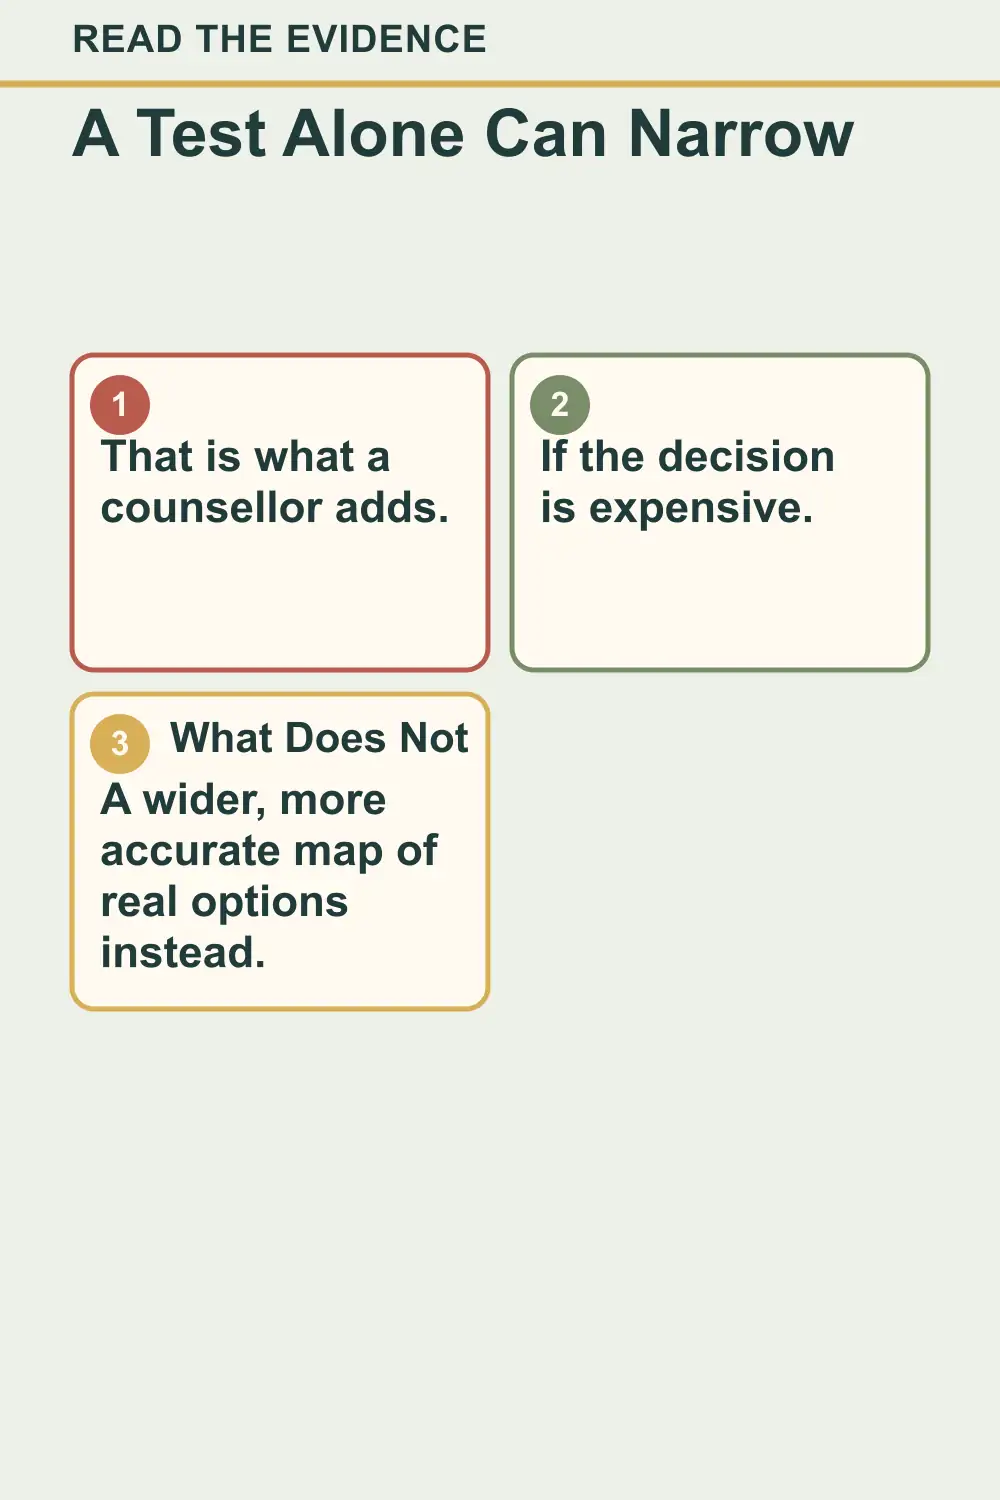 READ THE EVIDENCE
A Test Alone Can Narrow
1
That is what a
counsellor adds.
2
If the decision
is expensive.
3
What Does Not
A wider, more
accurate map of
real options
instead.